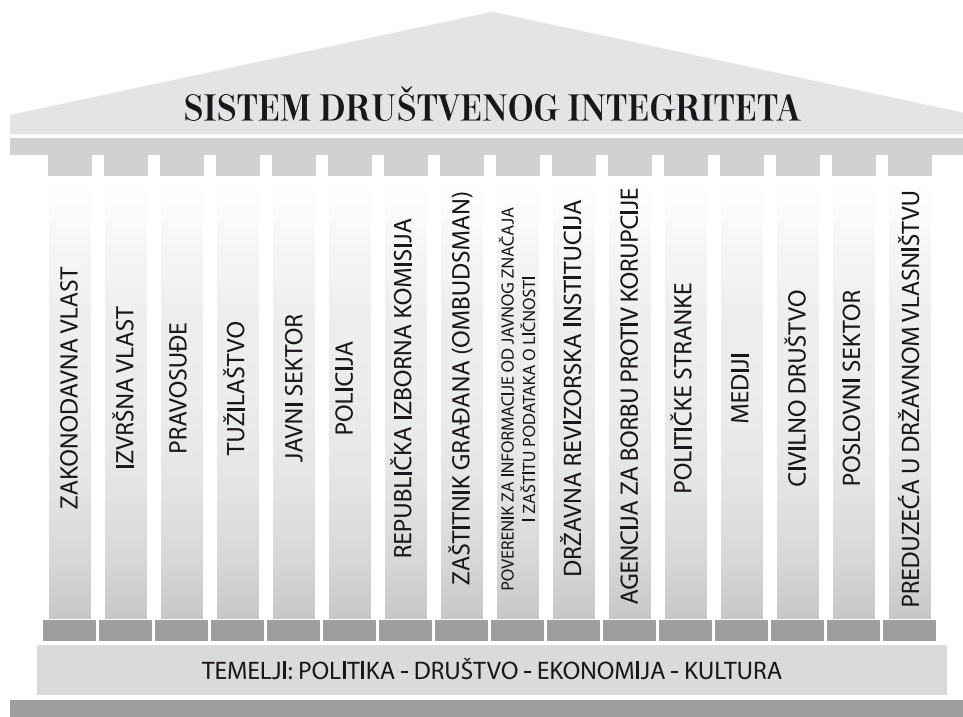 SISTEM DRUŠTVENOG INTEGRITETA
ZAKONODAVNA VLAST
IZVRŠNA VLAST
PRAVOSUĐE
TUŽILAŠTVO
JAVNI SEKTOR
POLICIJA
REPUBLIČKA IZBORNA KOMISIJA
ZAŠTITNIK GRAĐANA (OMBUDSMAN)
POVERENIK ZA INFORMACIJE OD JAVNOG ZNAČAJA
I ZAŠTITU PODATAKA O LIČNOSTI
DRŽAVNA REVIZORSKA INSTITUCIJA
AGENCIJA ZA BORBU PROTIV KORUPCIJE
POLITIČKE STRANKE
MEDIJI
CIVILNO DRUŠTVO
POSLOVNI SEKTOR
PREDUZEĆA U DRŽAVNOM VLASNIŠTVU
TEMELJI: POLITIKA - DRUŠTVO - EKONOMIJA - KULTURA